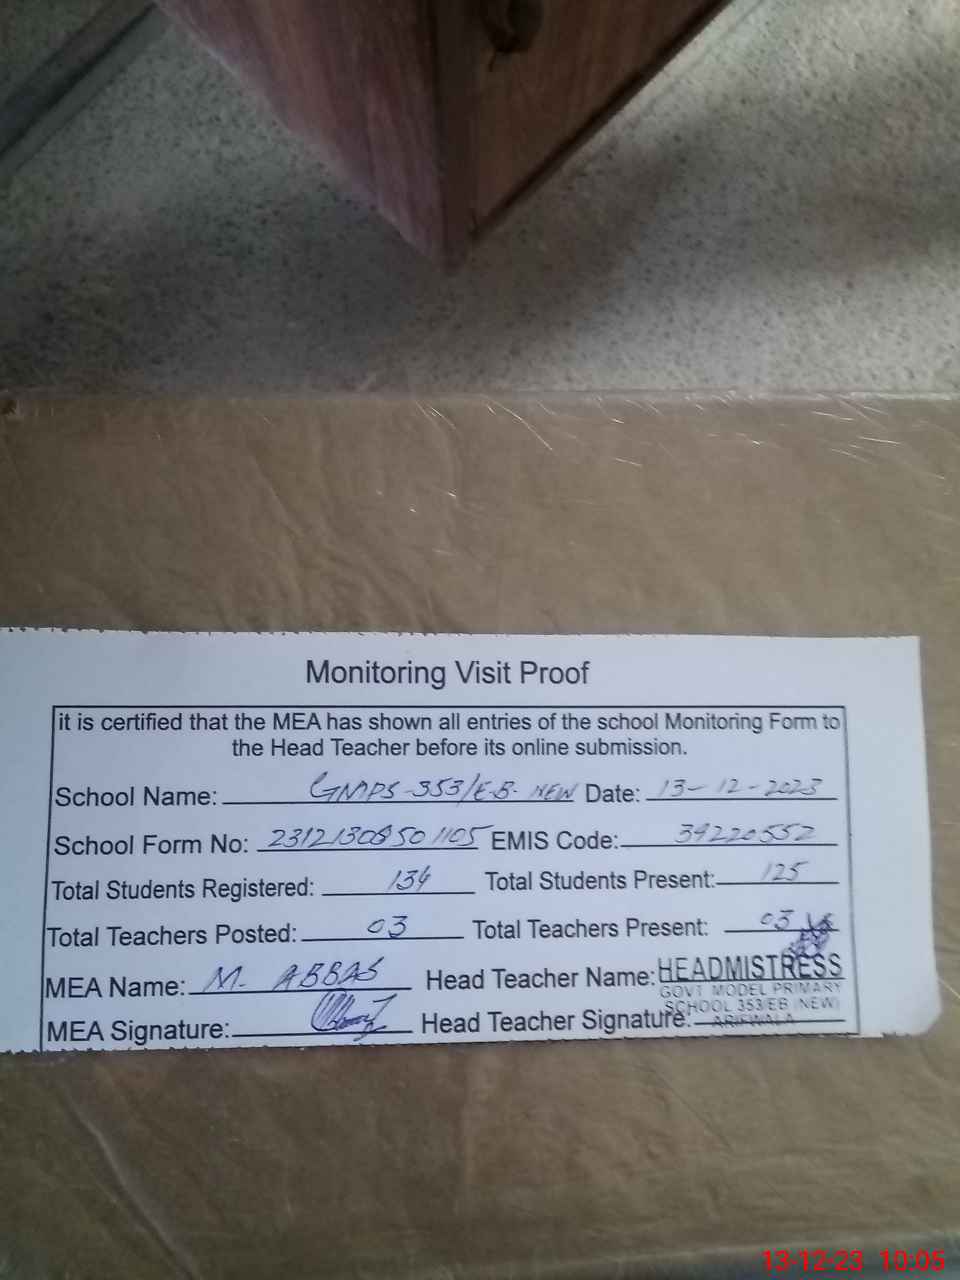 Monitoring Visit Proof
it is certified that the MEA has shown all entries of the school Monitoring Form to
the Head Teacher before its online submission.
School Name: GMPS-353/E.B. NEW Date: 13-12-2023
School Form No: 2312130850 1105 EMIS Code: 39220552
Total Students Registered: 134 Total Students Present: 125
Total Teachers Posted: 03 Total Teachers Present: 03
MEA Name: M. ABBAS Head Teacher Name: HEADMISTRESS
GOVT MODEL PRIMARY
SCHOOL 353/EB (NEW)
MEA Signature: Head Teacher Signature: ARIFWALA
13-12-23 10:05